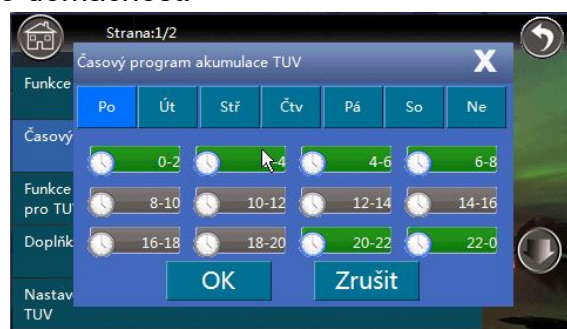 Strana:1/2
Časový program akumulace TUV
X
Funkce
Po Út Stř Čtv Pá So Ne
Časový
0-2 -4 4-6 6-8
Funkce
pro TU
8-10 10-12 12-14 14-16
Doplňk
16-18 18-20 20-22 22-0
OK Zrušit
Nastav
TUV